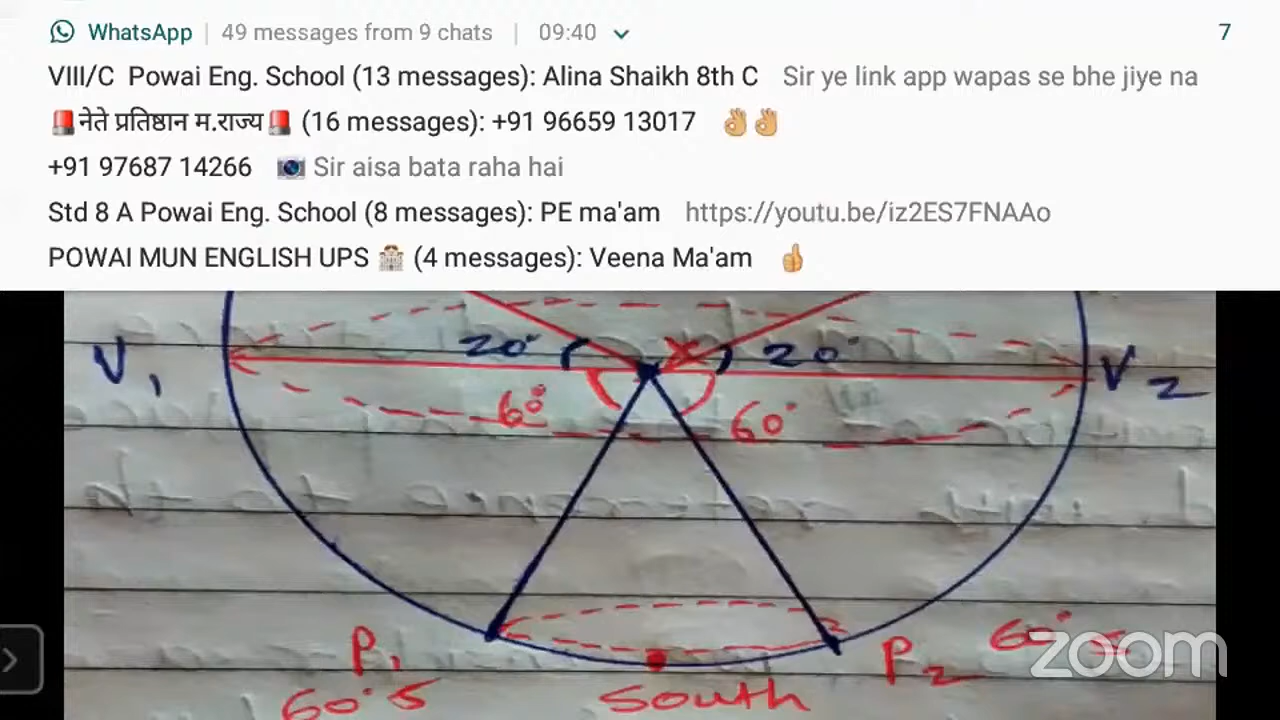 WhatsApp | 49 messages from 9 chats | 09:40 7
VIII/C Powai Eng. School (13 messages): Alina Shaikh 8th C Sir ye link app wapas se bhe jiye na
🚨नेते प्रतिष्ठान म.राज्य🚨 (16 messages): +91 96659 13017 👌🏼👌🏼
+91 97687 14266 📷 Sir aisa bata raha hai
Std 8 A Powai Eng. School (8 messages): PE ma'am https://youtu.be/iz2ES7FNAAo
POWAI MUN ENGLISH UPS 🏫 (4 messages): Veena Ma'am 👍🏼
20° 20°
V1 V2
60° 60°
P1 P2 60°S
60°S South
zoom